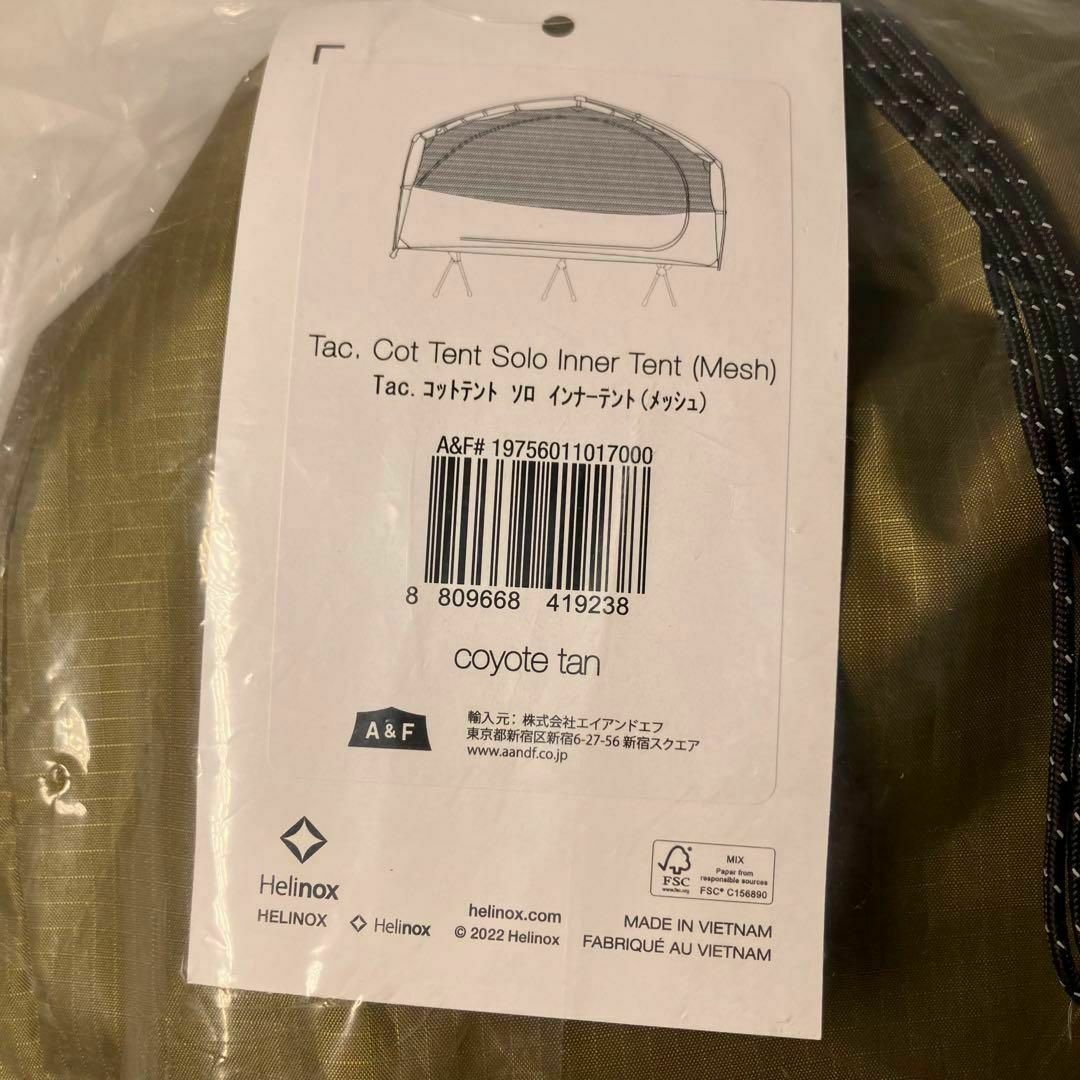 Tac. Cot Tent Solo Inner Tent (Mesh)
Tac. コットテント ソロ インナーテント(メッシュ)
A&F# 19756011017000
8 809668 419238
coyote tan
A & F
輸入元: 株式会社エイアンドエフ
東京都新宿区新宿6-27-56 新宿スクエア
www.aandf.co.jp
Helinox
HELINOX
Helinox
helinox.com
© 2022 Helinox
FSC
www.fsc.org
MIX
Paper from
responsible sources
FSC® C156890
MADE IN VIETNAM
FABRIQUÉ AU VIETNAM